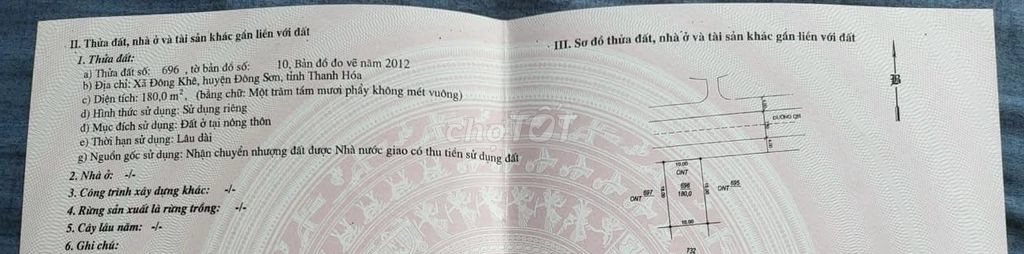 II. Thửa đất, nhà ở và tài sản khác gắn liền với đất
1. Thửa đất:
a) Thửa đất số: 696 , tờ bản đồ số: 10, Bản đồ đo vẽ năm 2012
b) Địa chỉ: Xã Đông Khê, huyện Đông Sơn, tỉnh Thanh Hóa
c) Diện tích: 180,0 m², (bằng chữ: Một trăm tám mươi phẩy không mét vuông)
d) Hình thức sử dụng: Sử dụng riêng
đ) Mục đích sử dụng: Đất ở tại nông thôn
e) Thời hạn sử dụng: Lâu dài
g) Nguồn gốc sử dụng: Nhận chuyển nhượng đất được Nhà nước giao có thu tiền sử dụng đất
2. Nhà ở: -/-
3. Công trình xây dựng khác: -/-
4. Rừng sản xuất là rừng trồng: -/-
5. Cây lâu năm: -/-
6. Ghi chú:
chợTỐT
III. Sơ đồ thửa đất, nhà ở và tài sản khác gắn liền với đất
B
ĐƯỜNG QH
10.00
ONT
696
180,0
18.00
18.00
10.00
ONT 697
ONT 695
732